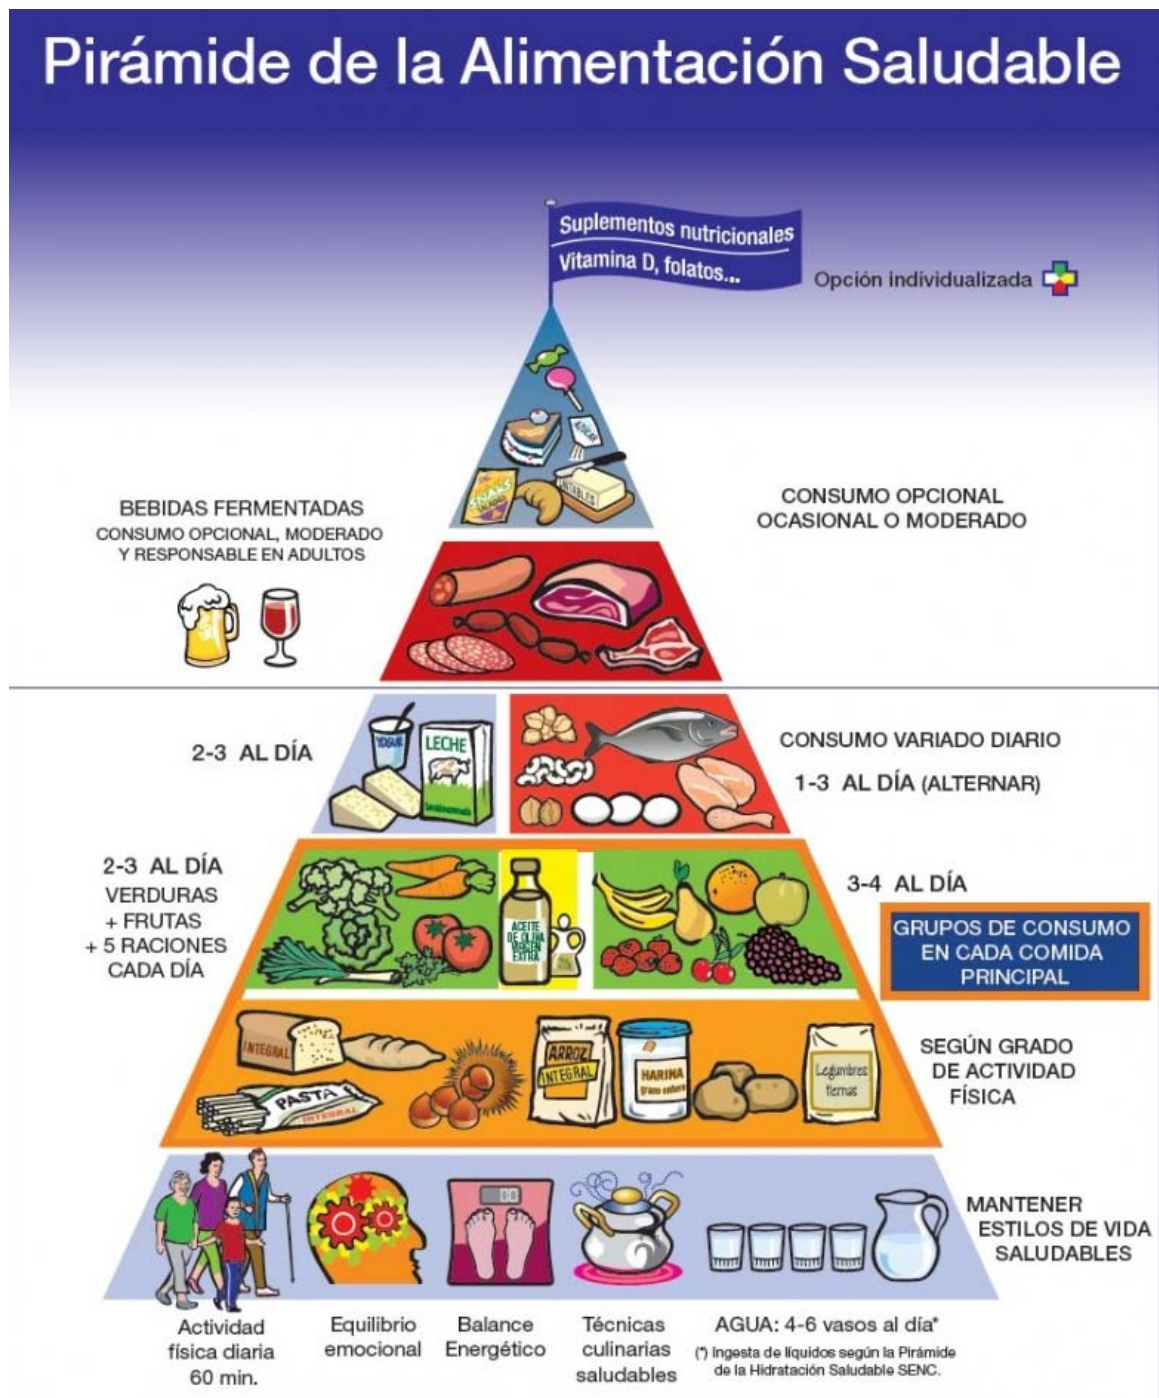 Pirámide de la Alimentación Saludable
Suplementos nutricionales
Vitamina D, folatos...
Opción individualizada
AZÚCAR
SNAKS
UNTABLES
BEBIDAS FERMENTADAS
CONSUMO OPCIONAL, MODERADO
Y RESPONSABLE EN ADULTOS
CONSUMO OPCIONAL
OCASIONAL O MODERADO
2-3 AL DÍA
YOGUR
LECHE
CONSUMO VARIADO DIARIO
1-3 AL DÍA (ALTERNAR)
2-3 AL DÍA
VERDURAS
+ FRUTAS
+ 5 RACIONES
CADA DÍA
ACEITE
DE OLIVA
VIRGEN
EXTRA
3-4 AL DÍA
GRUPOS DE CONSUMO
EN CADA COMIDA
PRINCIPAL
INTEGRAL
PASTA
INTEGRAL
ARROZ
INTEGRAL
HARINA
grano entero
Legumbres
tiernas
SEGÚN GRADO
DE ACTIVIDAD
FÍSICA
00
MANTENER
ESTILOS DE VIDA
SALUDABLES
Actividad
física diaria
60 min.
Equilibrio
emocional
Balance
Energético
Técnicas
culinarias
saludables
AGUA: 4-6 vasos al día*
(*) Ingesta de líquidos según la Pirámide
de la Hidratación Saludable SENC.